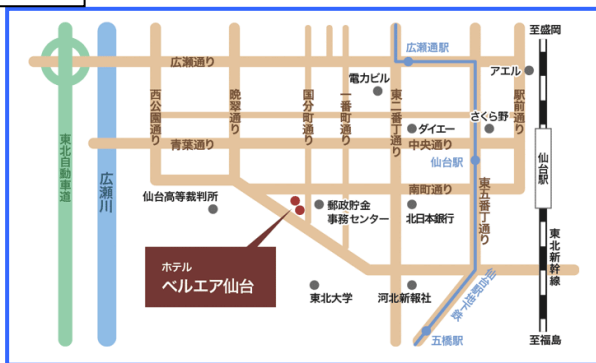 至盛岡
広瀬通り
広瀬通駅
アエル
電力ビル
西公園通り
晩翠通り
国分町通り
一番町通り
東二番丁通り
駅前通り
ダイエー
さくら野
東北自動車道
広瀬川
青葉通り
中央通り
仙台駅
仙台駅
南町通り
東五番丁通り
仙台高等裁判所
郵政貯金
事務センター
北日本銀行
東北新幹線
ホテル
ベルエア仙台
東北大学
河北新報社
仙台駅地下鉄
五橋駅
至福島